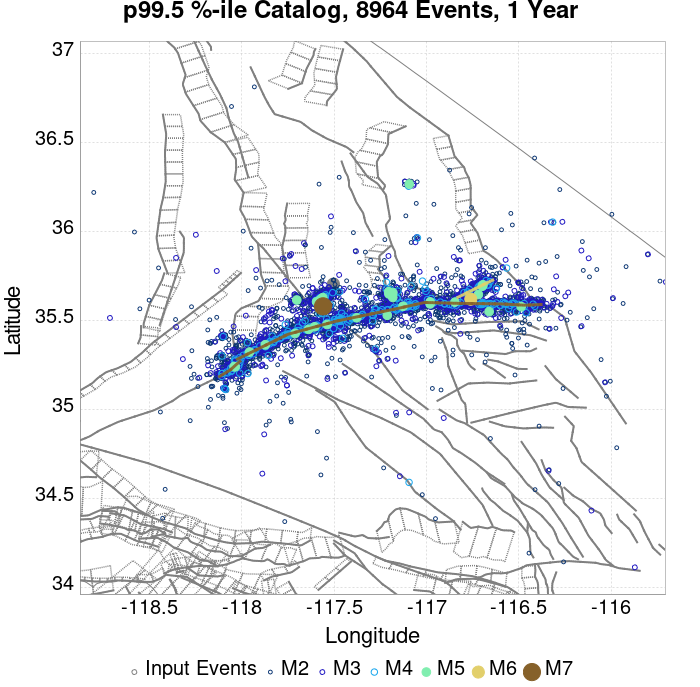 p99.5 %-ile Catalog, 8964 Events, 1 Year
37
36.5
36
35.5
35
34.5
34
Latitude
-118.5 -118 -117.5 -117 -116.5 -116
Longitude
Input Events M2 M3 M4 M5 M6 M7